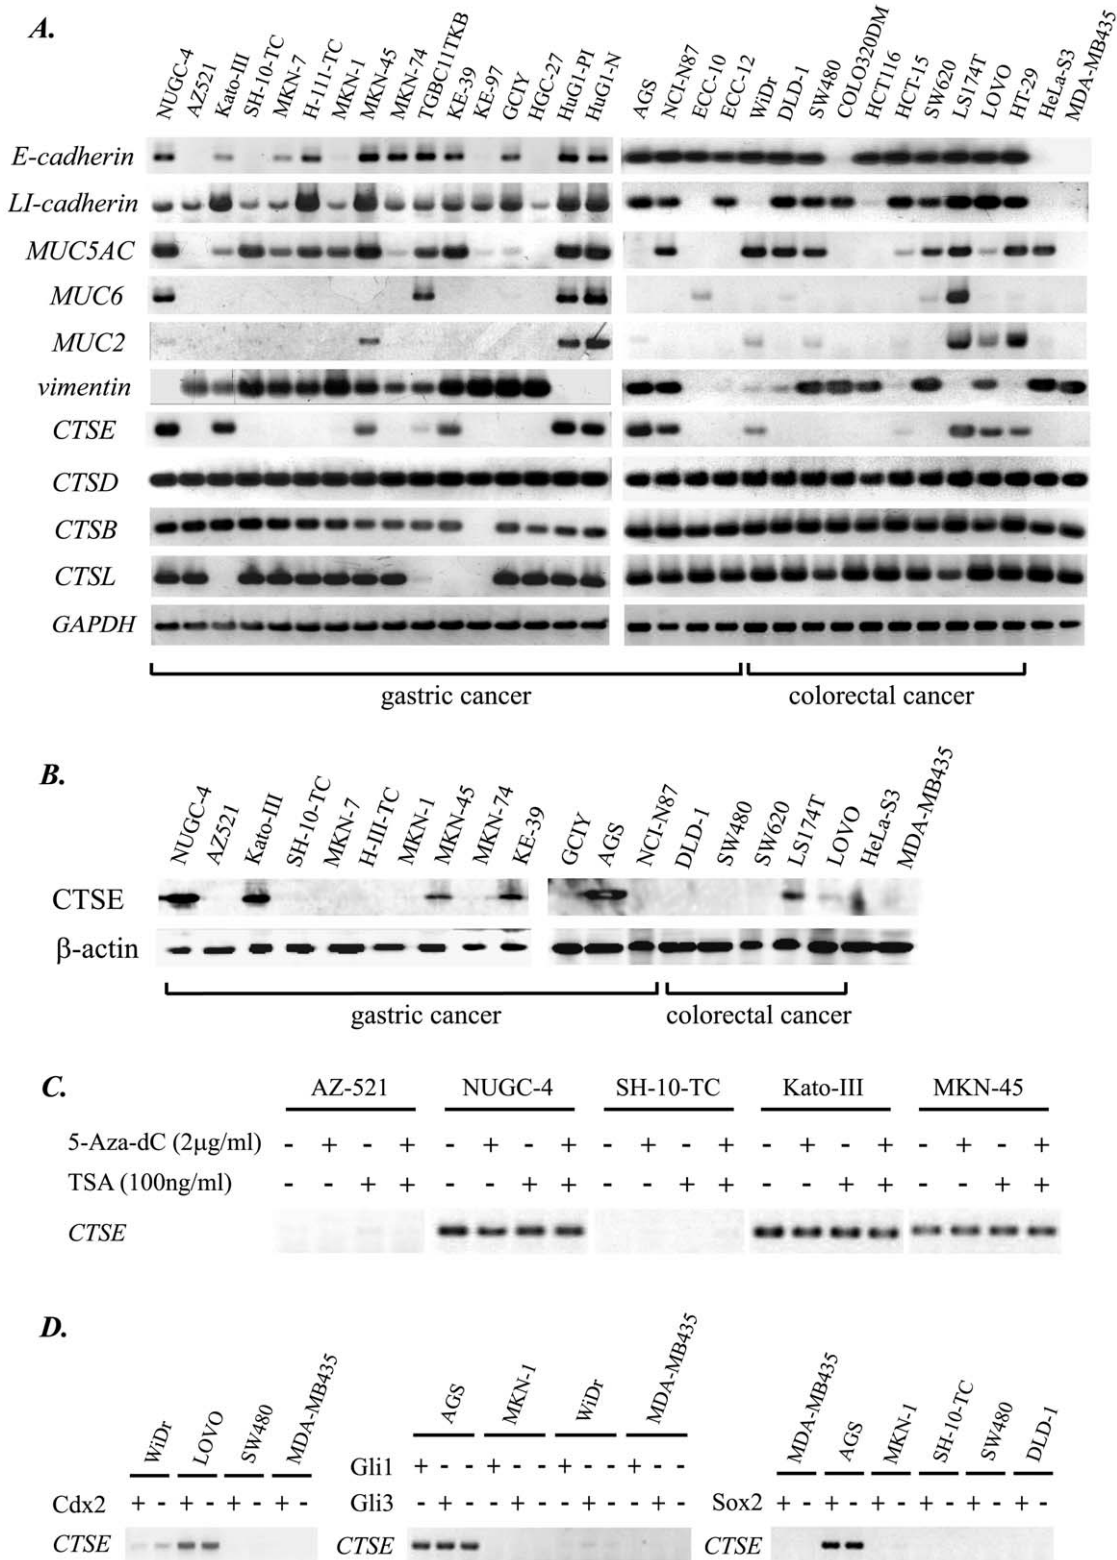 A.
NUGC-4 AZ521 Kato-III SH-10-TC MKN-7 H-111-TC MKN-1 MKN-45 MKN-74 TGBC11TKB KE-39 KE-97 GCIY HGC-27 HuG1-PI HuG1-N AGS NCI-N87 ECC-10 ECC-12 WiDr DLD-1 SW480 COLO320DM HCT116 HCT-15 SW620 LS174T LOVO HT-29 HeLa-S3 MDA-MB435
E-cadherin
LI-cadherin
MUC5AC
MUC6
MUC2
vimentin
CTSE
CTSD
CTSB
CTSL
GAPDH
gastric cancer colorectal cancer
B.
NUGC-4 AZ521 Kato-III SH-10-TC MKN-7 H-III-TC MKN-1 MKN-45 MKN-74 KE-39 GCIY AGS NCI-N87 DLD-1 SW480 SW620 LS174T LOVO HeLa-S3 MDA-MB435
CTSE
β-actin
gastric cancer colorectal cancer
C.
AZ-521 NUGC-4 SH-10-TC Kato-III MKN-45
5-Aza-dC (2μg/ml) - + - + - + - + - + - + - + - + - + - +
TSA (100ng/ml) - - + + - - + + - - + + - - + + - - + +
CTSE
D.
WiDr LOVO SW480 MDA-MB435
Cdx2 + - + - + - + -
CTSE
AGS MKN-1 WiDr MDA-MB435
Gli1 + - - + - - + - - + - -
Gli3 - + - - + - - + - - + -
CTSE
MDA-MB435 AGS MKN-1 SH-10-TC SW480 DLD-1
Sox2 + - + - + - + - + - + -
CTSE